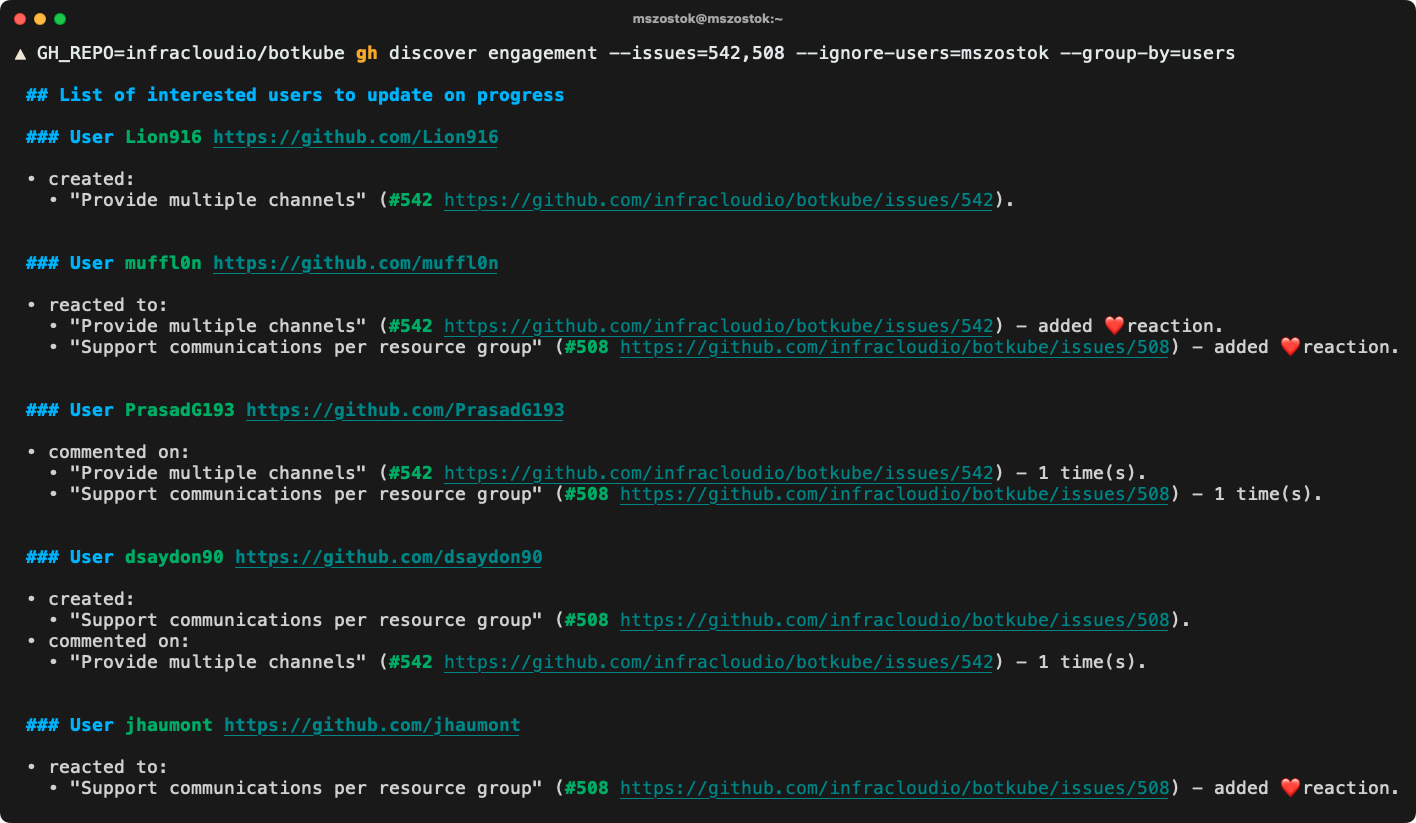 mszostok@mszostok:~
▲ GH_REPO=infracloudio/botkube gh discover engagement --issues=542,508 --ignore-users=mszostok --group-by=users
## List of interested users to update on progress
### User Lion916 https://github.com/Lion916
• created:
• "Provide multiple channels" (#542 https://github.com/infracloudio/botkube/issues/542).
### User muffl0n https://github.com/muffl0n
• reacted to:
• "Provide multiple channels" (#542 https://github.com/infracloudio/botkube/issues/542) – added ❤️reaction.
• "Support communications per resource group" (#508 https://github.com/infracloudio/botkube/issues/508) – added ❤️reaction.
### User PrasadG193 https://github.com/PrasadG193
• commented on:
• "Provide multiple channels" (#542 https://github.com/infracloudio/botkube/issues/542) – 1 time(s).
• "Support communications per resource group" (#508 https://github.com/infracloudio/botkube/issues/508) – 1 time(s).
### User dsaydon90 https://github.com/dsaydon90
• created:
• "Support communications per resource group" (#508 https://github.com/infracloudio/botkube/issues/508).
• commented on:
• "Provide multiple channels" (#542 https://github.com/infracloudio/botkube/issues/542) – 1 time(s).
### User jhaumont https://github.com/jhaumont
• reacted to:
• "Support communications per resource group" (#508 https://github.com/infracloudio/botkube/issues/508) – added ❤️reaction.